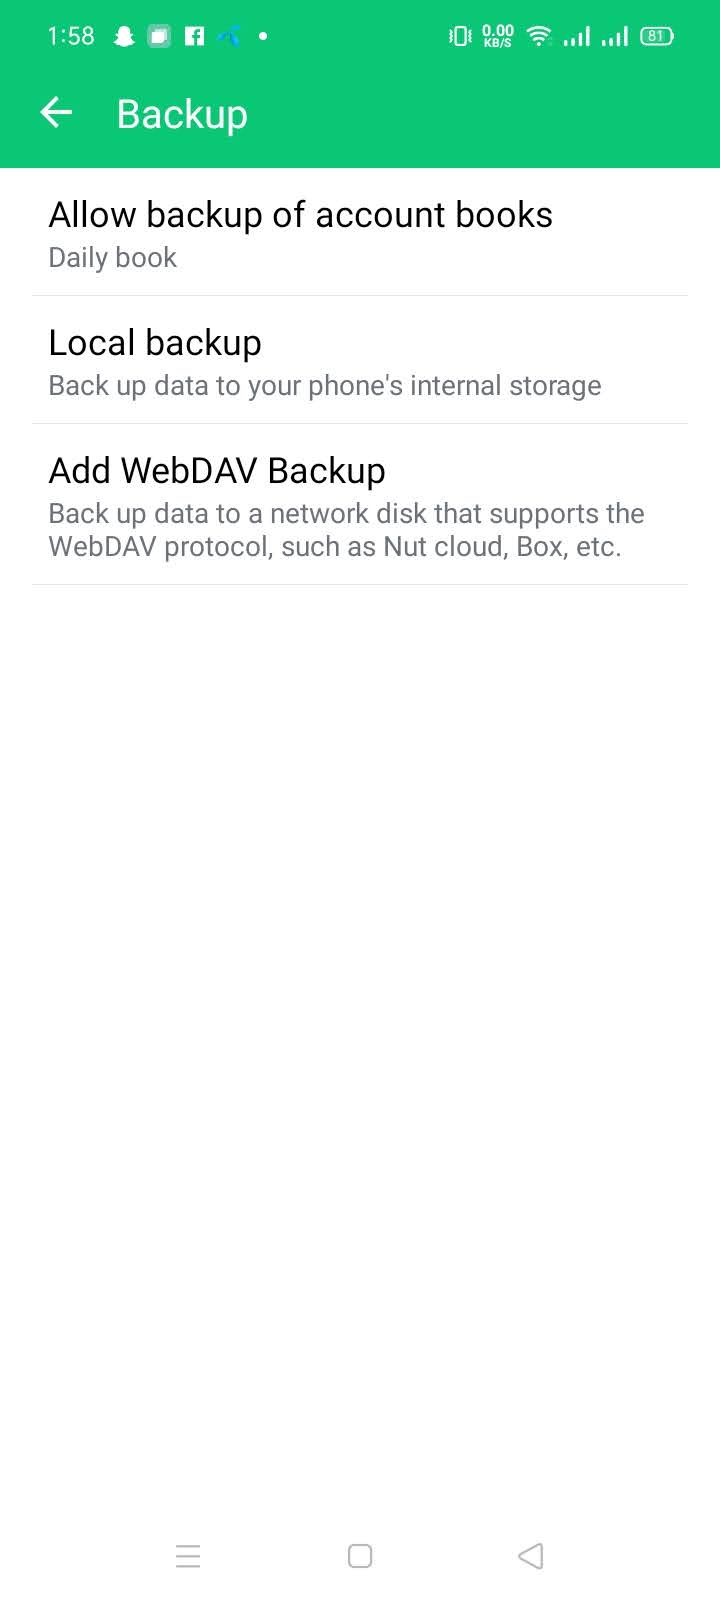 1:58 0.00 KB/S 81
Backup
Allow backup of account books
Daily book
Local backup
Back up data to your phone's internal storage
Add WebDAV Backup
Back up data to a network disk that supports the
WebDAV protocol, such as Nut cloud, Box, etc.